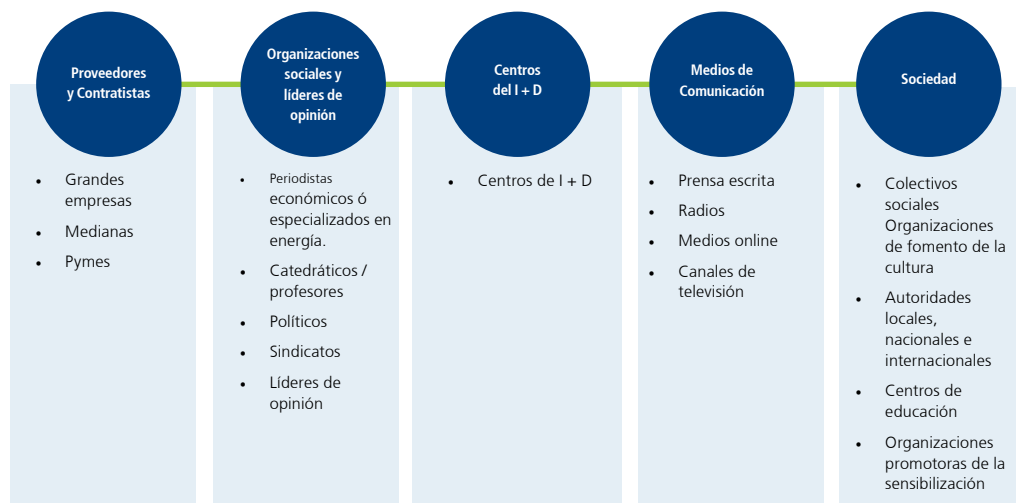 Proveedores
y Contratistas
• Grandes
empresas
• Medianas
• Pymes
Organizaciones
sociales y
líderes de
opinión
• Periodistas
económicos ó
especializados en
energía.
• Catedráticos /
profesores
• Políticos
• Sindicatos
• Líderes de
opinión
Centros
del I + D
• Centros de I + D
Medios de
Comunicación
• Prensa escrita
• Radios
• Medios online
• Canales de
televisión
Sociedad
• Colectivos
sociales
Organizaciones
de fomento de la
cultura
• Autoridades
locales,
nacionales e
internacionales
• Centros de
educación
• Organizaciones
promotoras de la
sensibilización